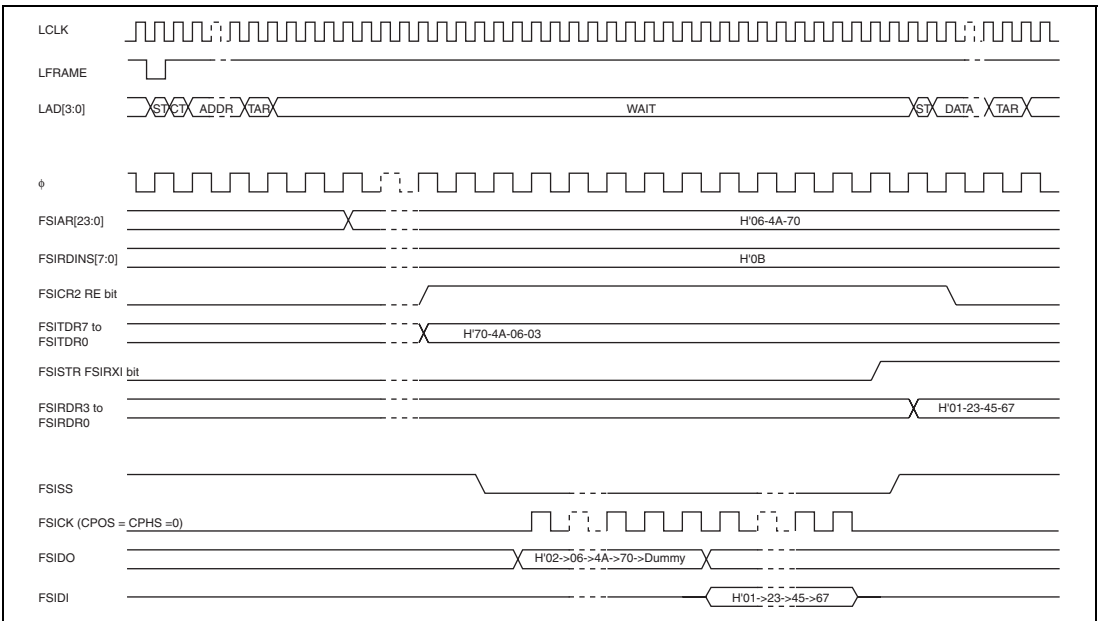 LCLK
LFRAME
LAD[3:0] ST CT ADDR TAR WAIT ST DATA TAR
ϕ
FSIAR[23:0] H'06-4A-70
FSIRDINS[7:0] H'0B
FSICR2 RE bit
FSITDR7 to
FSITDR0
H'70-4A-06-03
FSISTR FSIRXI bit
FSIRDR3 to
FSIRDR0
H'01-23-45-67
FSISS
FSICK (CPOS = CPHS =0)
FSIDO H'02->06->4A->70->Dummy
FSIDI H'01->23->45->67